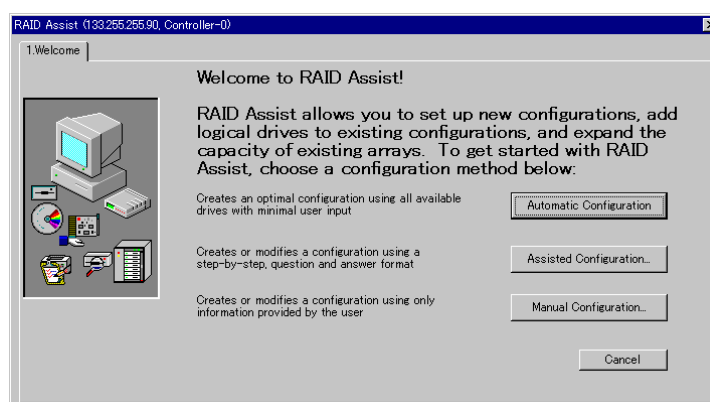 RAID Assist (133.255.255.90, Controller-0)
1.Welcome
Welcome to RAID Assist!
RAID Assist allows you to set up new configurations, add
logical drives to existing configurations, and expand the
capacity of existing arrays. To get started with RAID
Assist, choose a configuration method below:
Creates an optimal configuration using all available
drives with minimal user input
Automatic Configuration
Creates or modifies a configuration using a
step-by-step, question and answer format
Assisted Configuration...
Creates or modifies a configuration using only
information provided by the user
Manual Configuration...
Cancel